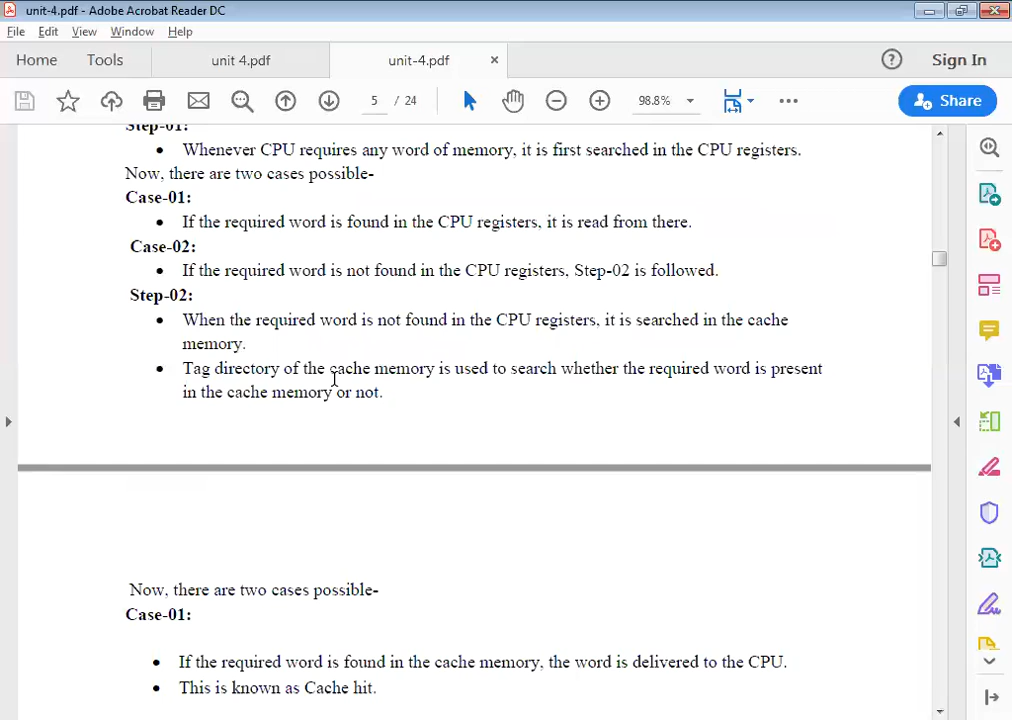 unit-4.pdf - Adobe Acrobat Reader DC
File Edit View Window Help
Home Tools unit 4.pdf unit-4.pdf × ? Sign In
5 / 24 98.8% Share
Step-01:
• Whenever CPU requires any word of memory, it is first searched in the CPU registers.
Now, there are two cases possible-
Case-01:
• If the required word is found in the CPU registers, it is read from there.
Case-02:
• If the required word is not found in the CPU registers, Step-02 is followed.
Step-02:
• When the required word is not found in the CPU registers, it is searched in the cache
memory.
• Tag directory of the cache memory is used to search whether the required word is present
in the cache memory or not.
Now, there are two cases possible-
Case-01:
• If the required word is found in the cache memory, the word is delivered to the CPU.
• This is known as Cache hit.